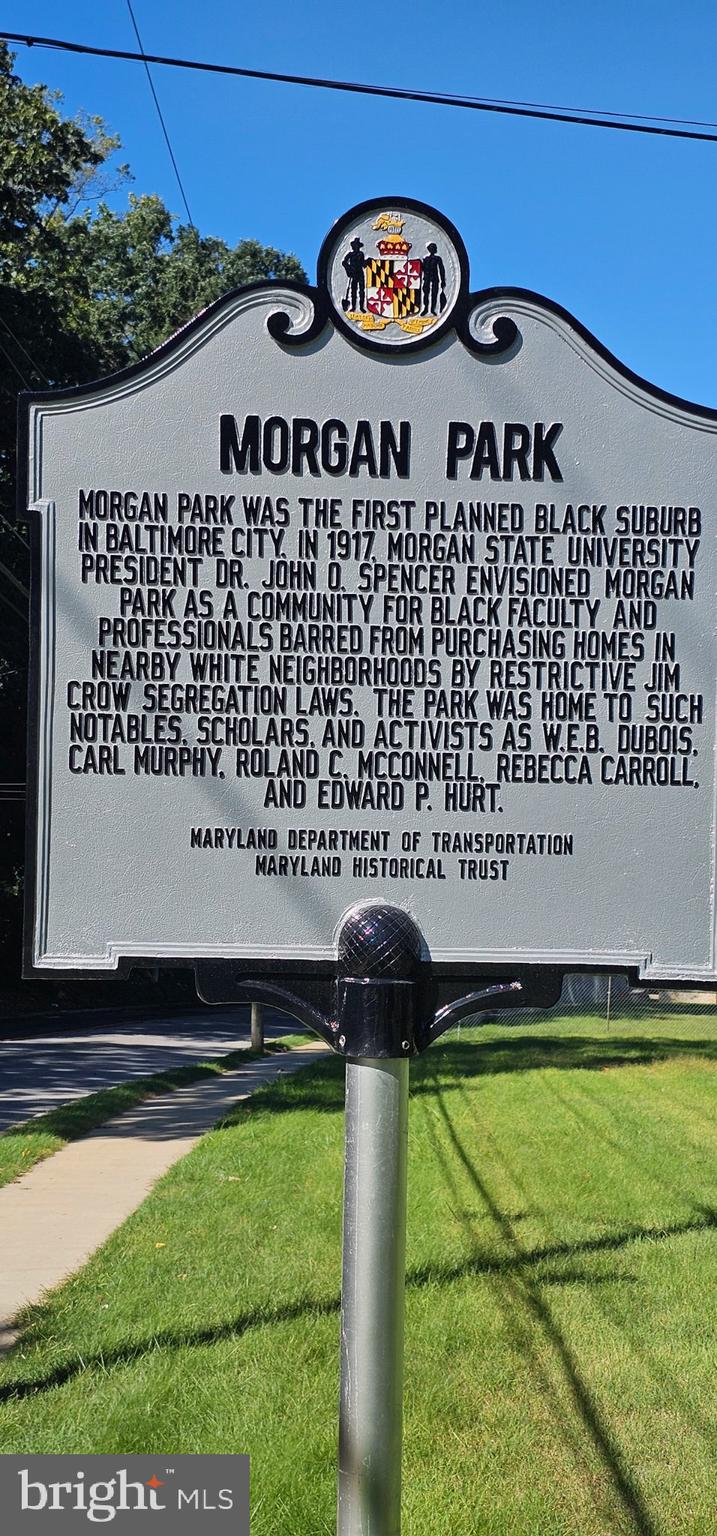 MORGAN PARK
MORGAN PARK WAS THE FIRST PLANNED BLACK SUBURB
IN BALTIMORE CITY. IN 1917, MORGAN STATE UNIVERSITY
PRESIDENT DR. JOHN O. SPENCER ENVISIONED MORGAN
PARK AS A COMMUNITY FOR BLACK FACULTY AND
PROFESSIONALS BARRED FROM PURCHASING HOMES IN
NEARBY WHITE NEIGHBORHOODS BY RESTRICTIVE JIM
CROW SEGREGATION LAWS. THE PARK WAS HOME TO SUCH
NOTABLES, SCHOLARS, AND ACTIVISTS AS W.E.B. DUBOIS,
CARL MURPHY, ROLAND C. MCCONNELL, REBECCA CARROLL,
AND EDWARD P. HURT.
MARYLAND DEPARTMENT OF TRANSPORTATION
MARYLAND HISTORICAL TRUST
bright™ MLS